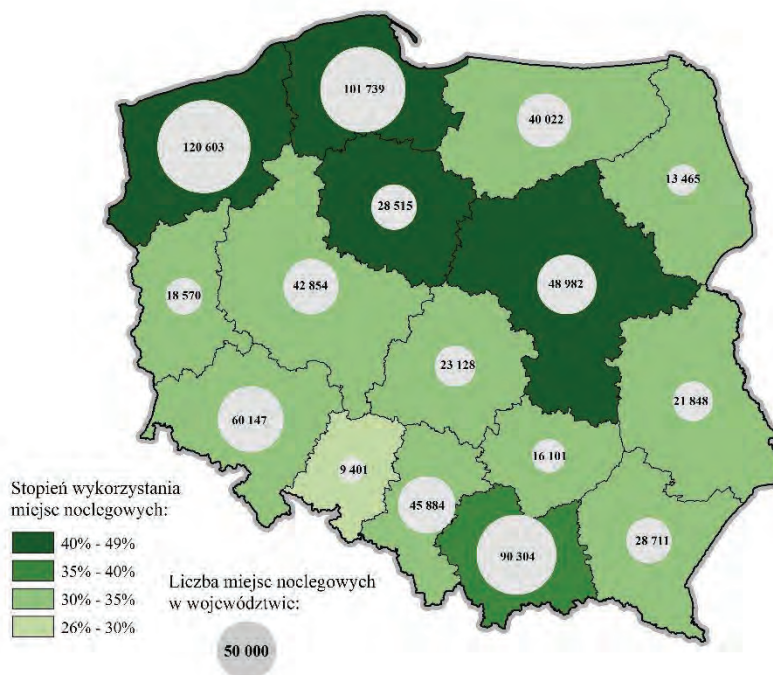 101 739
120 603
40 022
13 465
28 515
48 982
18 570
42 854
23 128
21 848
60 147
16 101
9 401
45 884
28 711
90 304
Stopień wykorzystania
miejsc noclegowych:
40% - 49%
35% - 40%
30% - 35%
26% - 30%
Liczba miejsc noclegowych
w województwie:
50 000